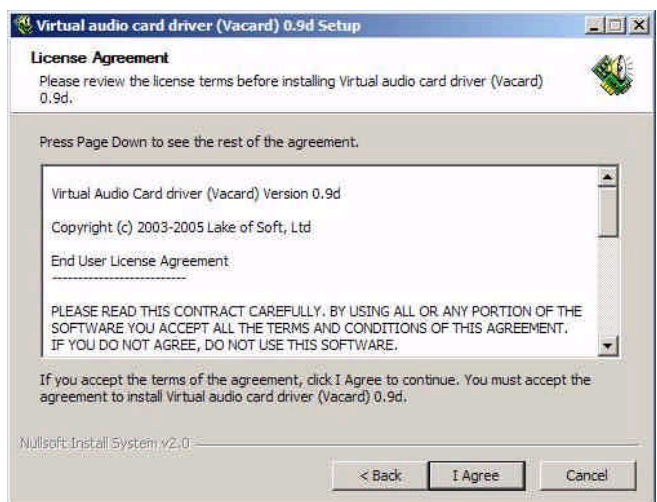 Virtual audio card driver (Vacard) 0.9d Setup
License Agreement
Please review the license terms before installing Virtual audio card driver (Vacard)
0.9d.
Press Page Down to see the rest of the agreement.
Virtual Audio Card driver (Vacard) Version 0.9d
Copyright (c) 2003-2005 Lake of Soft, Ltd
End User License Agreement
---------------------------
PLEASE READ THIS CONTRACT CAREFULLY. BY USING ALL OR ANY PORTION OF THE
SOFTWARE YOU ACCEPT ALL THE TERMS AND CONDITIONS OF THIS AGREEMENT.
IF YOU DO NOT AGREE, DO NOT USE THIS SOFTWARE.
If you accept the terms of the agreement, click I Agree to continue. You must accept the
agreement to install Virtual audio card driver (Vacard) 0.9d.
Nullsoft Install System v2.0
< Back I Agree Cancel